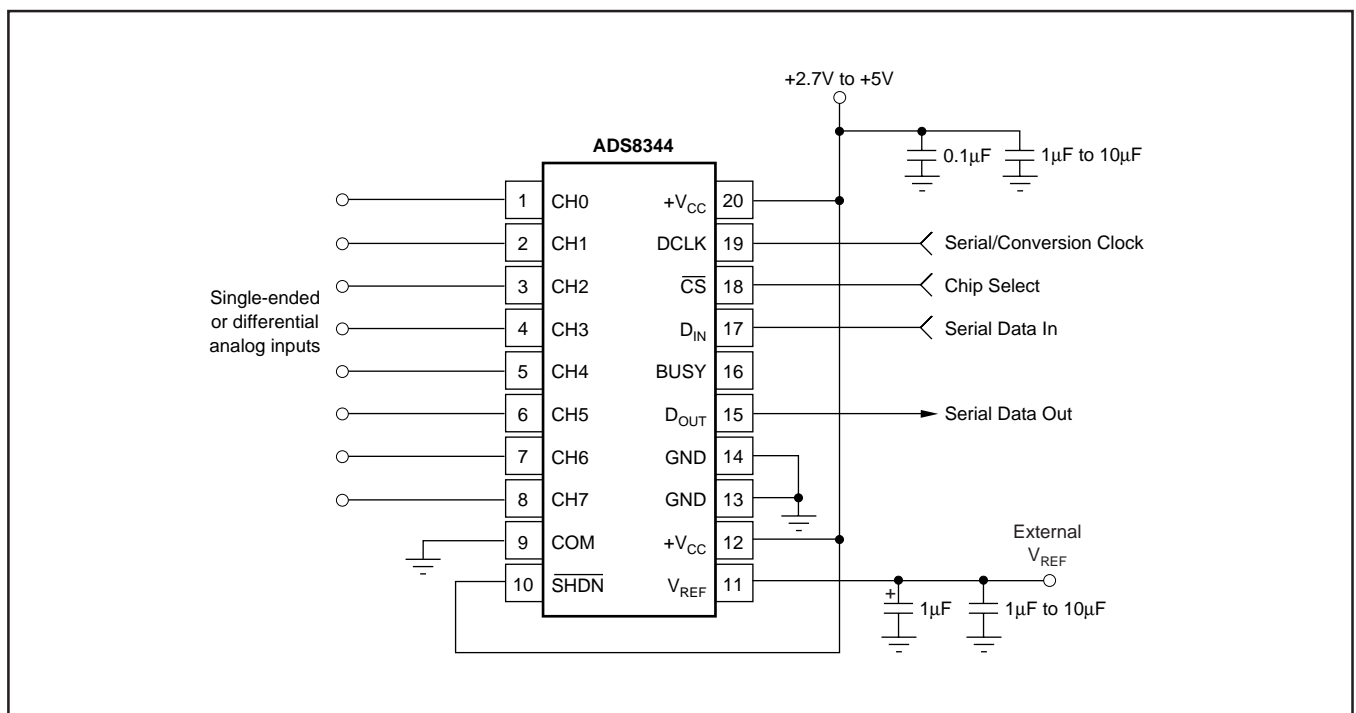 +2.7V to +5V
ADS8344
0.1μF
1μF to 10μF
1 CH0 +VCC 20
2 CH1 DCLK 19 Serial/Conversion Clock
3 CH2 CS 18 Chip Select
Single-ended
or differential
analog inputs
4 CH3 DIN 17 Serial Data In
5 CH4 BUSY 16
6 CH5 DOUT 15 Serial Data Out
7 CH6 GND 14
8 CH7 GND 13
9 COM +VCC 12
10 SHDN VREF 11
External
VREF
+ 1μF
1μF to 10μF